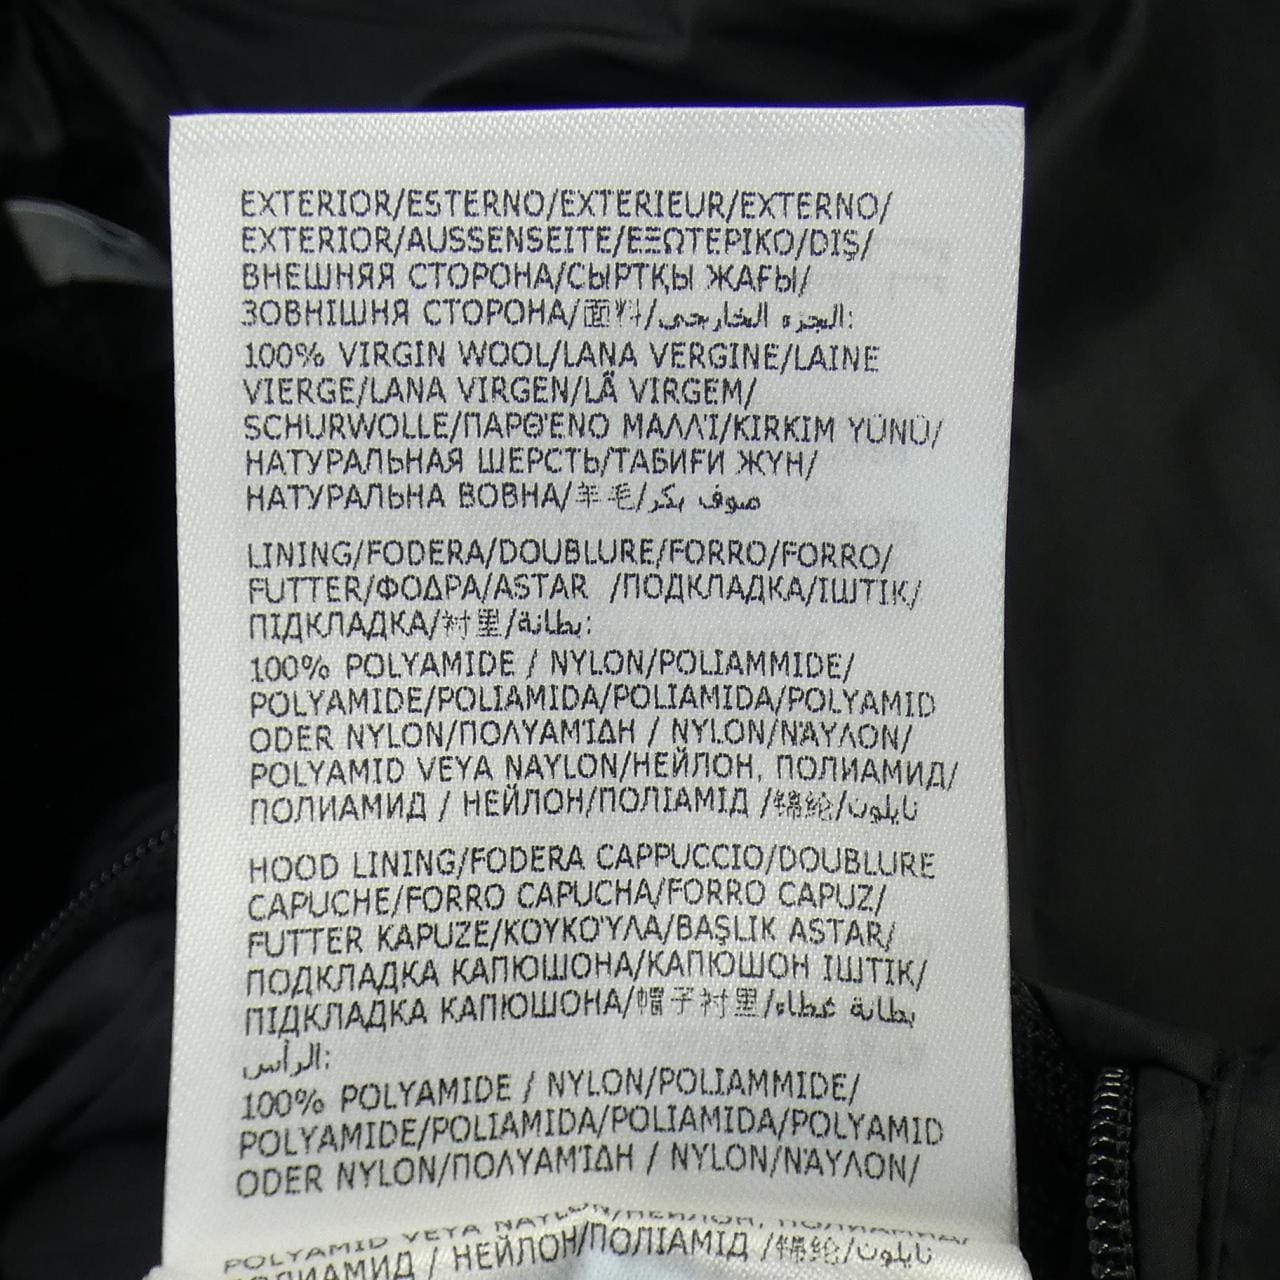 EXTERIOR/ESTERNO/EXTERIEUR/EXTERNO/
EXTERIOR/AUSSENSEITE/ΕΞΩΤΕΡΙΚΟ/DIŞ/
ВНЕШНЯЯ СТОРОНА/СЫРТҚЫ ЖАҒЫ/
ЗОВНІШНЯ СТОРОНА/面料/الجزء الخارجي:
100% VIRGIN WOOL/LANA VERGINE/LAINE
VIERGE/LANA VIRGEN/LÃ VIRGEM/
SCHURWOLLE/ΠΑΡΘΈΝΟ ΜΑΛΛΊ/KIRKIM YÜNÜ/
НАТУРАЛЬНАЯ ШЕРСТЬ/ТАБИҒИ ЖҮН/
НАТУРАЛЬНА ВОВНА/羊毛/صوف بكر
LINING/FODERA/DOUBLURE/FORRO/FORRO/
FUTTER/ΦΟΔΡΑ/ASTAR /ПОДКЛАДКА/ІШТІК/
ПІДКЛАДКА/衬里/بطانة:
100% POLYAMIDE / NYLON/POLIAMMIDE/
POLYAMIDE/POLIAMIDA/POLIAMIDA/POLYAMID
ODER NYLON/ΠΟΛΥΑΜΊΔΗ / NYLON/ΝΆΥΛΟΝ/
POLYAMID VEYA NAYLON/НЕЙЛОН, ПОЛИАМИД/
ПОЛИАМИД / НЕЙЛОН/ПОЛІАМІД /锦纶/نايلون
HOOD LINING/FODERA CAPPUCCIO/DOUBLURE
CAPUCHE/FORRO CAPUCHA/FORRO CAPUZ/
FUTTER KAPUZE/ΚΟΥΚΟΎΛΑ/BAŞLIK ASTAR/
ПОДКЛАДКА КАПЮШОНА/КАПЮШОН ІШТІК/
ПІДКЛАДКА КАПЮШОНА/帽子衬里/بطانة غطاء
الرأس:
100% POLYAMIDE / NYLON/POLIAMMIDE/
POLYAMIDE/POLIAMIDA/POLIAMIDA/POLYAMID
ODER NYLON/ΠΟΛΥΑΜΊΔΗ / NYLON/ΝΆΥΛΟΝ/
POLYAMID VEYA NAYLON/НЕЙЛОН, ПОЛИАМИД/
ПОЛИАМИД / НЕЙЛОН/ПОЛІАМІД /锦纶/نايلون